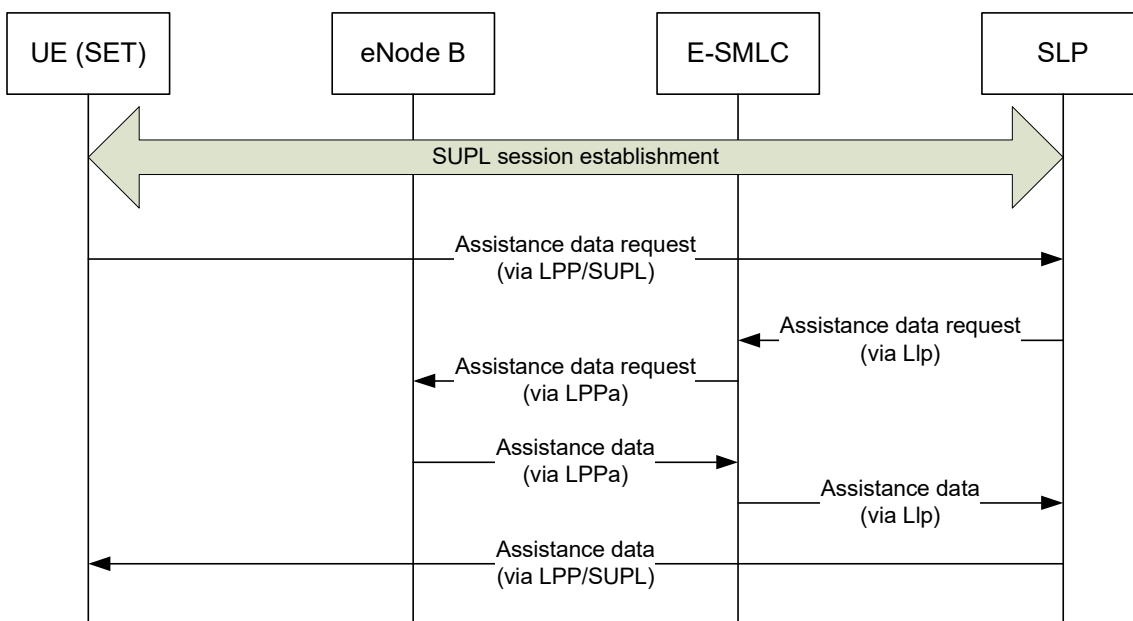 UE (SET)
eNode B
E-SMLC
SLP
SUPL session establishment
Assistance data request
(via LPP/SUPL)
Assistance data request
(via Llp)
Assistance data request
(via LPPa)
Assistance data
(via LPPa)
Assistance data
(via Llp)
Assistance data
(via LPP/SUPL)